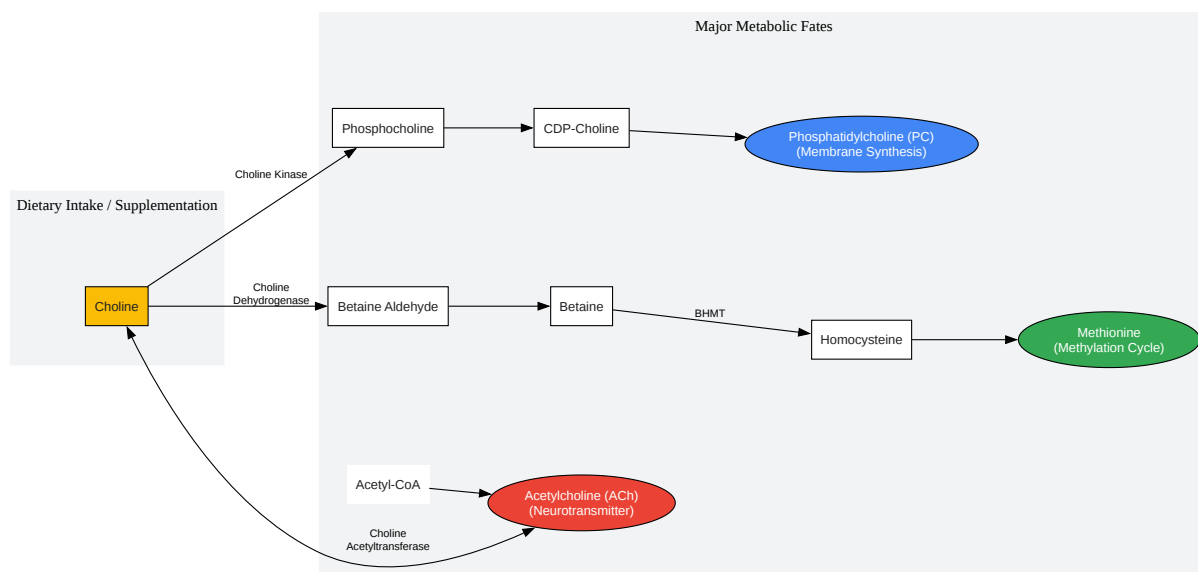 Major Metabolic Fates
Phosphocholine
CDP-Choline
Phosphatidylcholine (PC)
(Membrane Synthesis)
Choline Kinase
Dietary Intake / Supplementation
Choline
Choline
Dehydrogenase
Betaine Aldehyde
Betaine
BHMT
Homocysteine
Methionine
(Methylation Cycle)
Acetyl-CoA
Acetylcholine (ACh)
(Neurotransmitter)
Choline
Acetyltransferase